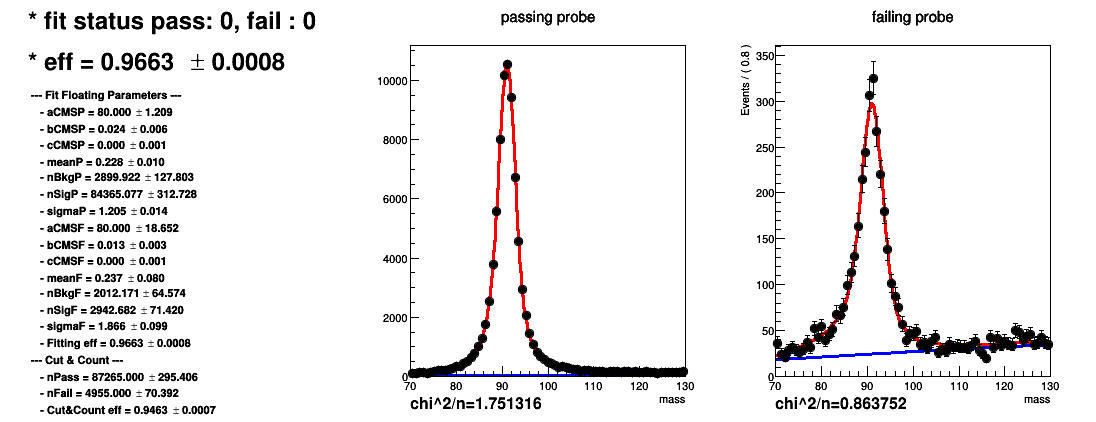 * fit status pass: 0, fail : 0
* eff = 0.9663 ± 0.0008
--- Fit Floating Parameters ---
- aCMSP = 80.000 ± 1.209
- bCMSP = 0.024 ± 0.006
- cCMSP = 0.000 ± 0.001
- meanP = 0.228 ± 0.010
- nBkgP = 2899.922 ± 127.803
- nSigP = 84365.077 ± 312.728
- sigmaP = 1.205 ± 0.014
- aCMSF = 80.000 ± 18.652
- bCMSF = 0.013 ± 0.003
- cCMSF = 0.000 ± 0.001
- meanF = 0.237 ± 0.080
- nBkgF = 2012.171 ± 64.574
- nSigF = 2942.682 ± 71.420
- sigmaF = 1.866 ± 0.099
- Fitting eff = 0.9663 ± 0.0008
--- Cut & Count ---
- nPass = 87265.000 ± 295.406
- nFail = 4955.000 ± 70.392
- Cut&Count eff = 0.9463 ± 0.0007
passing probe
10000
8000
6000
4000
2000
0
70 80 90 100 110 120 130
mass
chi^2/n=1.751316
failing probe
Events / ( 0.8 )
350
300
250
200
150
100
50
0
70 80 90 100 110 120 130
mass
chi^2/n=0.863752